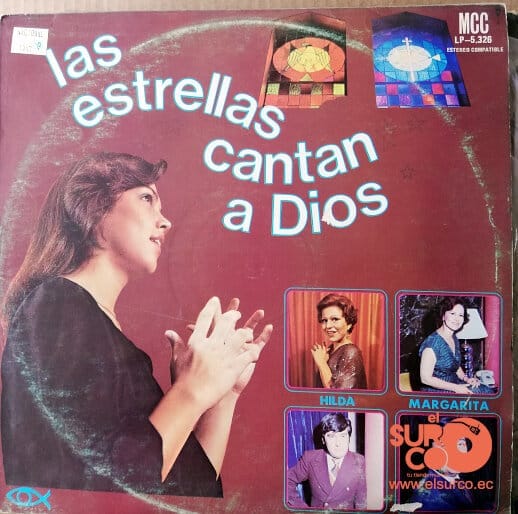 MCC
LP-5.326
ESTEREO COMPATIBLE
las
estrellas
cantan
a Dios
HILDA
MARGARITA
el
SURCO
www.elsurco.ec